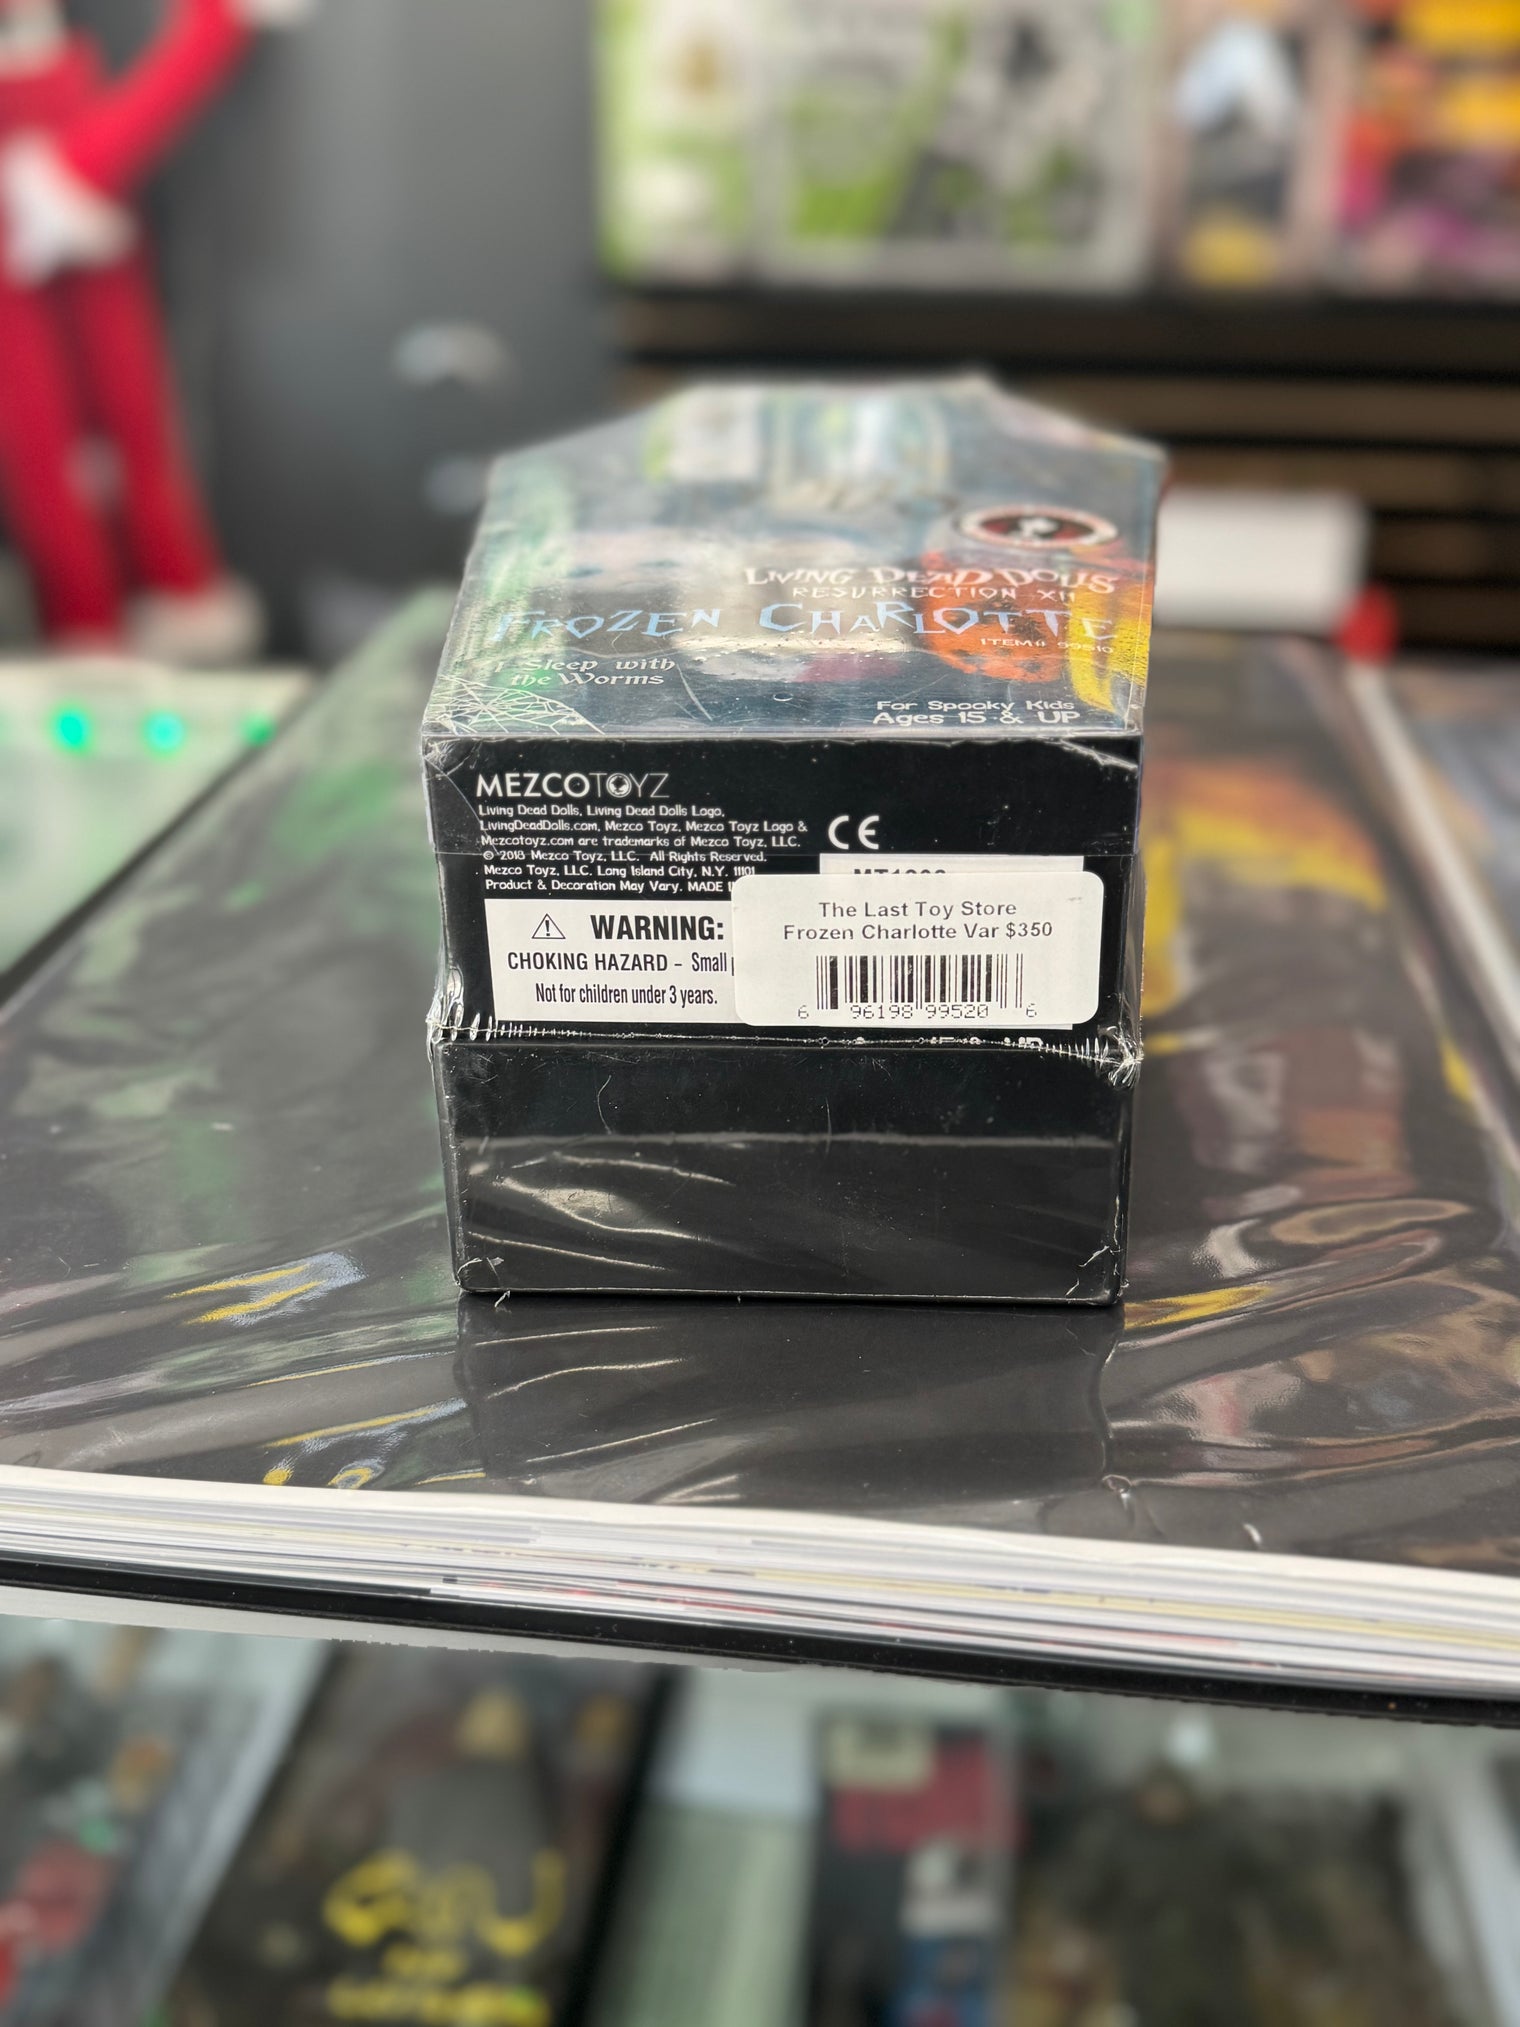 LIVING DEAD DOLLS
RESURRECTION XII
FROZEN CHARLOTTE
ITEM# 99510
I Sleep with
the Worms
For Spooky Kids
Ages 15 & UP
MEZCOTOYZ
Living Dead Dolls, Living Dead Dolls Logo,
LivingDeadDolls.com, Mezco Toyz, Mezco Toyz Logo &
Mezcotoyz.com are trademarks of Mezco Toyz, LLC.
© 2018 Mezco Toyz, LLC. All Rights Reserved.
Mezco Toyz, LLC. Long Island City, N.Y. 11101
Product & Decoration May Vary. MADE
CE
WARNING:
CHOKING HAZARD - Small
Not for children under 3 years.
The Last Toy Store
Frozen Charlotte Var $350
6 96198 99520 6